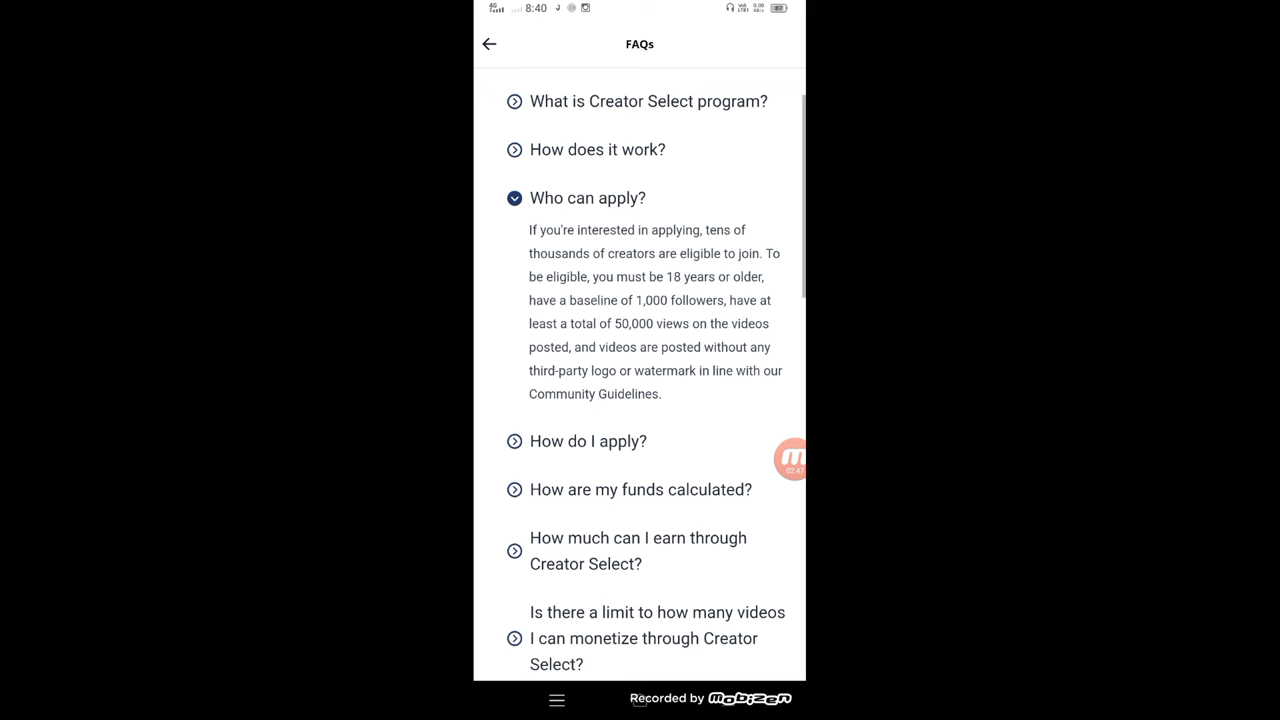 4G 8:40
FAQs
What is Creator Select program?
How does it work?
Who can apply?
If you're interested in applying, tens of
thousands of creators are eligible to join. To
be eligible, you must be 18 years or older,
have a baseline of 1,000 followers, have at
least a total of 50,000 views on the videos
posted, and videos are posted without any
third-party logo or watermark in line with our
Community Guidelines.
How do I apply?
How are my funds calculated?
02:47
How much can I earn through
Creator Select?
Is there a limit to how many videos
I can monetize through Creator
Select?
Recorded by mobizen